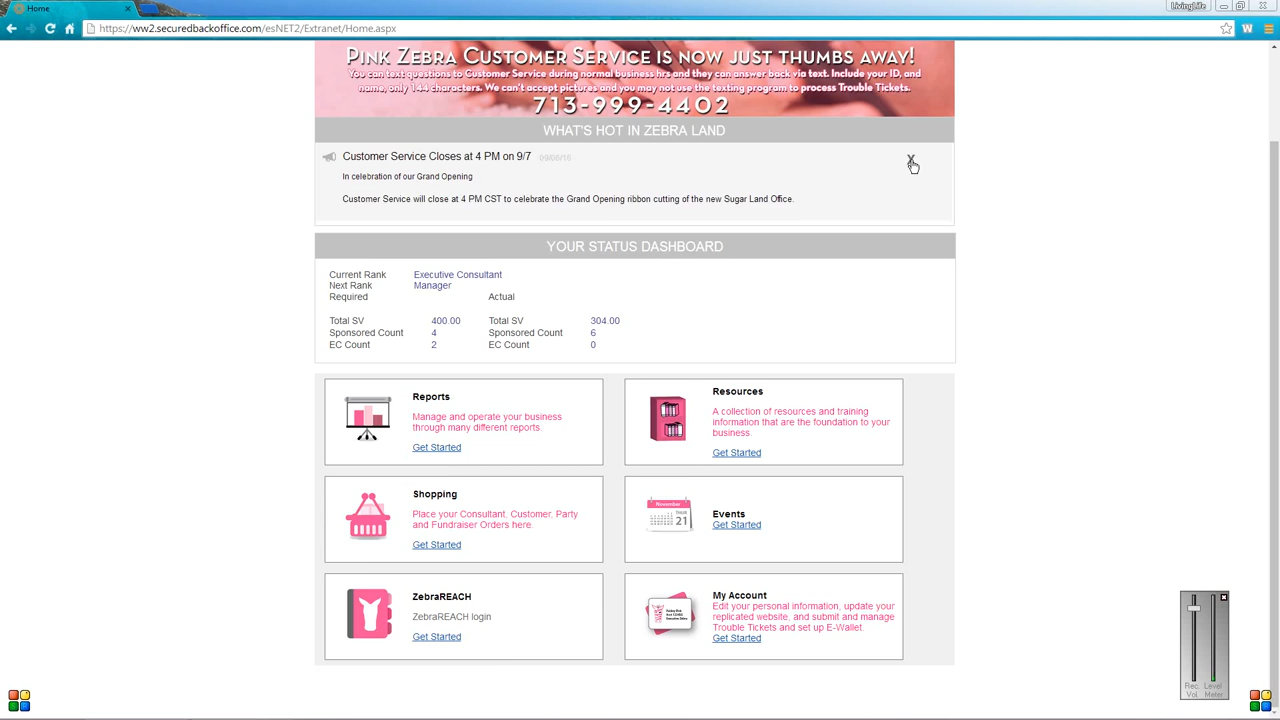 Home
LivingLife
https://ww2.securedbackoffice.com/esNET2/Extranet/Home.aspx
PINK ZEBRA CUSTOMER SERVICE IS NOW JUST THUMBS AWAY!
You can text questions to Customer Service during normal business hrs and they can answer back via text. Include your ID, and
name, only 144 characters. We can't accept pictures and you may not use the texting program to process Trouble Tickets.
713-999-4402
WHAT'S HOT IN ZEBRA LAND
Customer Service Closes at 4 PM on 9/7 09/06/16
X
In celebration of our Grand Opening
Customer Service will close at 4 PM CST to celebrate the Grand Opening ribbon cutting of the new Sugar Land Office.
YOUR STATUS DASHBOARD
Current Rank Executive Consultant
Next Rank Manager
Required Actual
Total SV 400.00 Total SV 304.00
Sponsored Count 4 Sponsored Count 6
EC Count 2 EC Count 0
Reports
Manage and operate your business
through many different reports.
Get Started
Resources
A collection of resources and training
information that are the foundation to your
business.
Get Started
Shopping
Place your Consultant, Customer, Party
and Fundraiser Orders here.
Get Started
November
21
Events
Get Started
ZebraREACH
ZebraREACH login
Get Started
My Account
Edit your personal information, update your
replicated website, and submit and manage
Trouble Tickets and set up E-Wallet.
Get Started
Rec. Level
Vol Meter